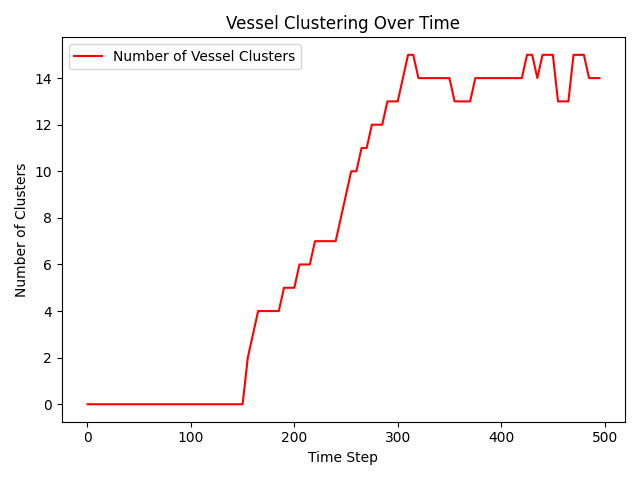 Vessel Clustering Over Time
Number of Vessel Clusters
Number of Clusters
14
12
10
8
6
4
2
0
0 100 200 300 400 500
Time Step